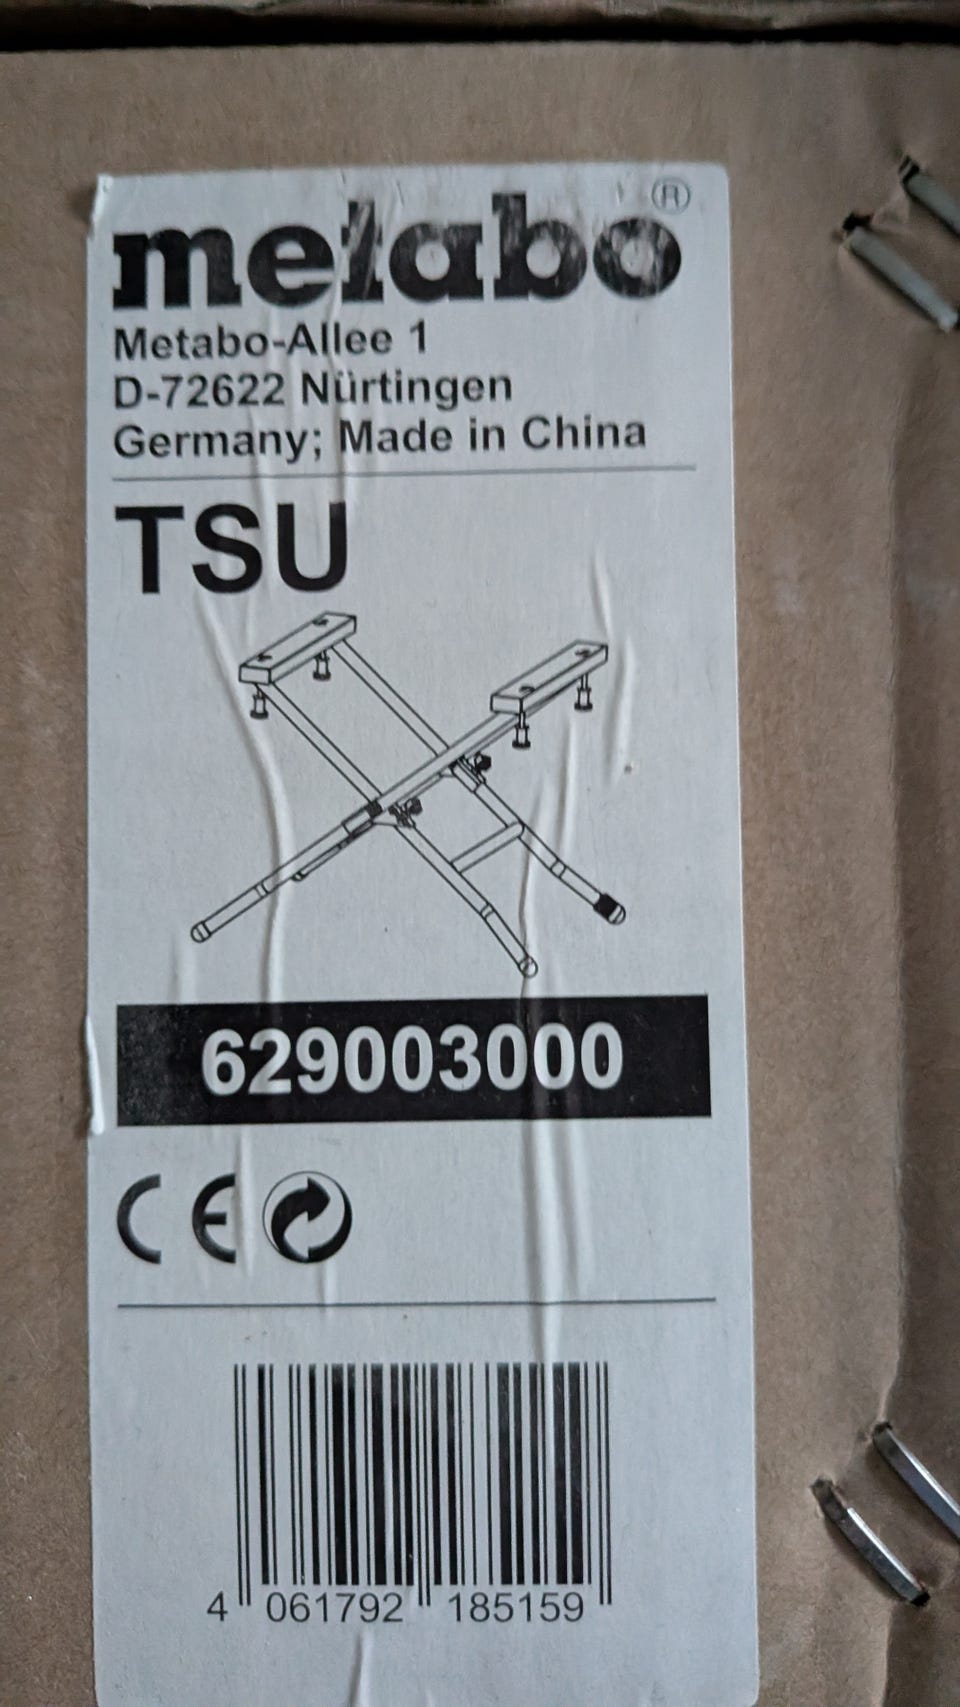 metabo®
Metabo-Allee 1
D-72622 Nürtingen
Germany; Made in China
TSU
629003000
CE
4 061792 185159